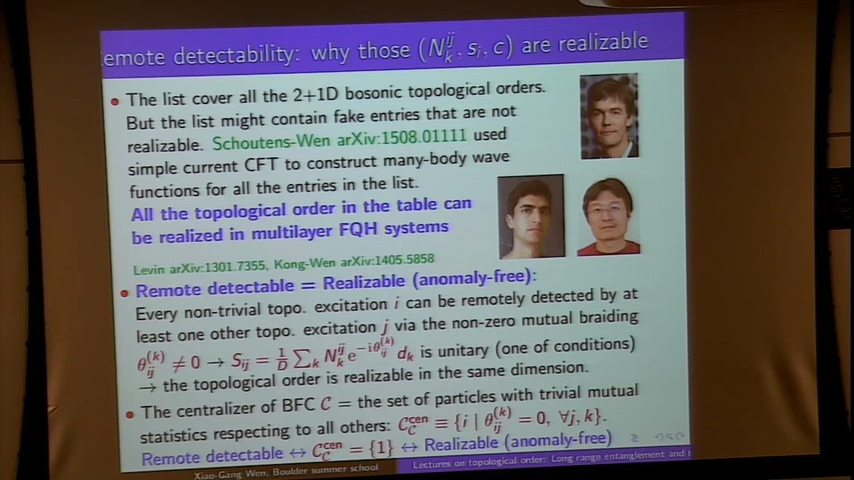 emote detectability: why those (N_k^{ij}, s_i, c) are realizable
• The list cover all the 2+1D bosonic topological orders.
But the list might contain fake entries that are not
realizable. Schoutens-Wen arXiv:1508.01111 used
simple current CFT to construct many-body wave
functions for all the entries in the list.
All the topological order in the table can
be realized in multilayer FQH systems
Levin arXiv:1301.7355, Kong-Wen arXiv:1405.5858
• Remote detectable = Realizable (anomaly-free):
Every non-trivial topo. excitation i can be remotely detected by at
least one other topo. excitation j via the non-zero mutual braiding
θ_{ij}^{(k)} ≠ 0 → S_{ij} = 1/D ∑_k N_k^{ij} e^{-iθ_{ij}^{(k)}} d_k is unitary (one of conditions)
→ the topological order is realizable in the same dimension.
• The centralizer of BFC C = the set of particles with trivial mutual
statistics respecting to all others: C_C^{cen} ≡ {i | θ_{ij}^{(k)} = 0, ∀j, k}.
Remote detectable ↔ C_C^{cen} = {1} ↔ Realizable (anomaly-free)
Xiao-Gang Wen, Boulder summer school
Lectures on topological order: Long range entanglement and t